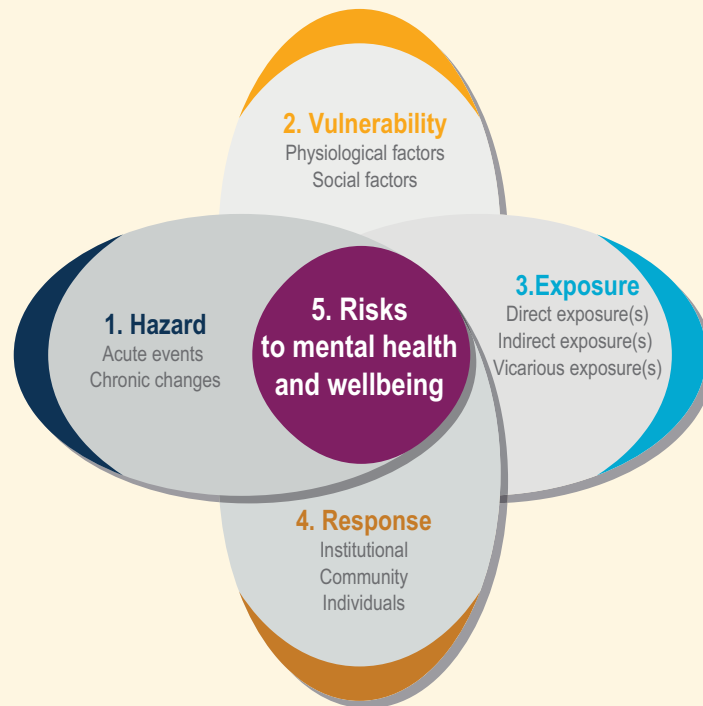 2. Vulnerability
Physiological factors
Social factors
1. Hazard
Acute events
Chronic changes
5. Risks
to mental health
and wellbeing
3.Exposure
Direct exposure(s)
Indirect exposure(s)
Vicarious exposure(s)
4. Response
Institutional
Community
Individuals